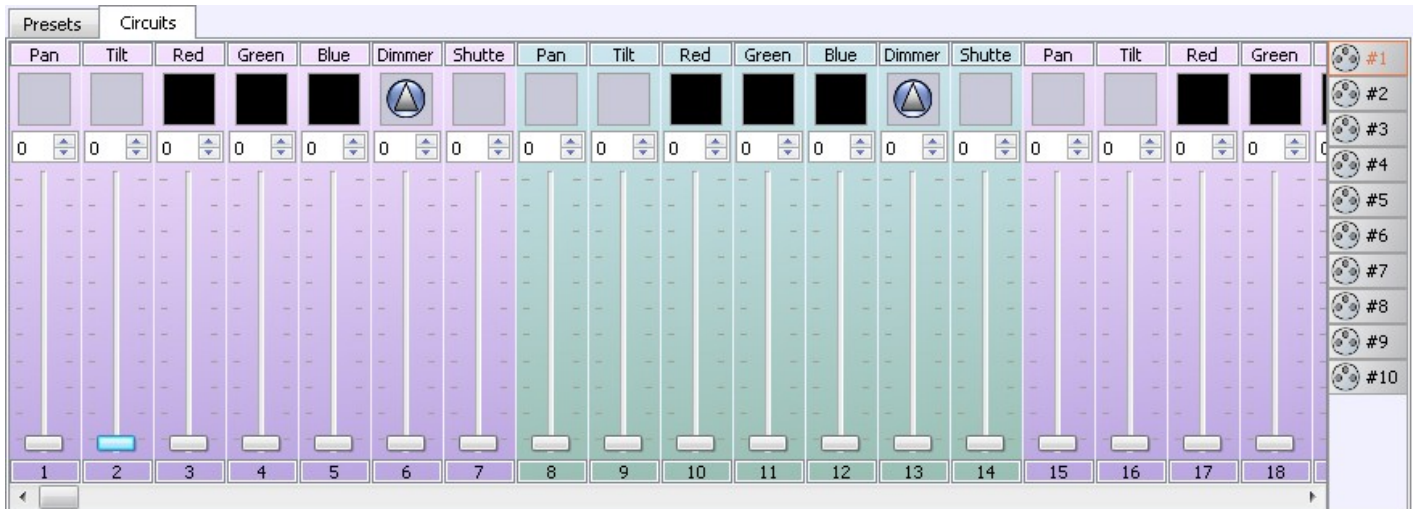 Presets Circuits
Pan Tilt Red Green Blue Dimmer Shutte Pan Tilt Red Green Blue Dimmer Shutte Pan Tilt Red Green
0 0 0 0 0 0 0 0 0 0 0 0 0 0 0 0 0 0
1 2 3 4 5 6 7 8 9 10 11 12 13 14 15 16 17 18
#1
#2
#3
#4
#5
#6
#7
#8
#9
#10